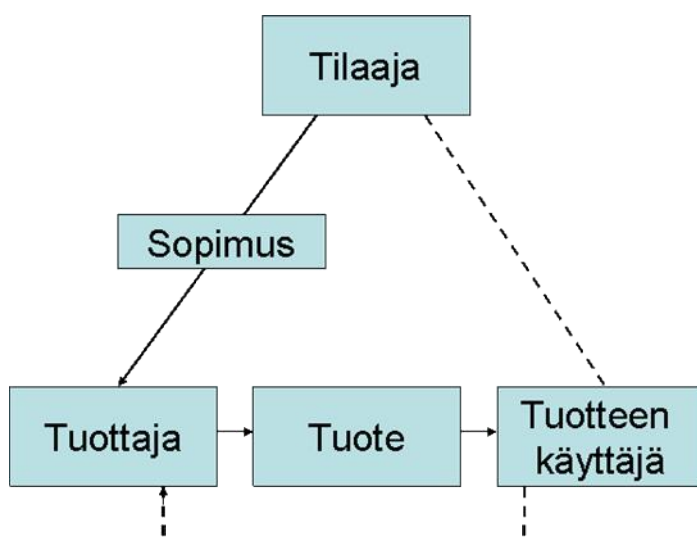 Tilaaja
Sopimus
Tuottaja
Tuote
Tuotteen
käyttäjä